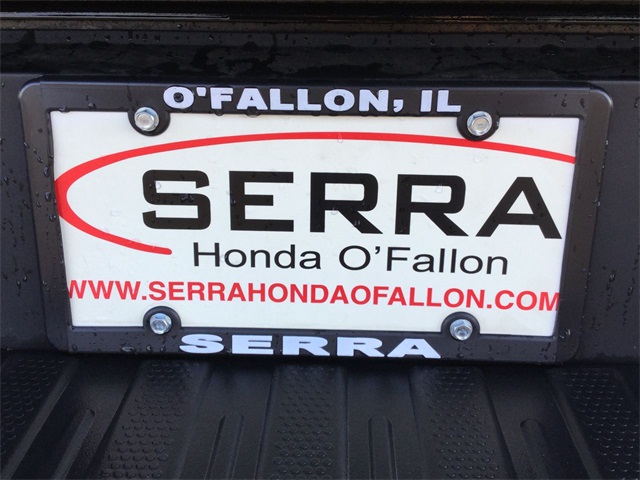 O'FALLON, IL
SERRA
Honda O'Fallon
WWW.SERRAHONDAOFALLON.COM
SERRA